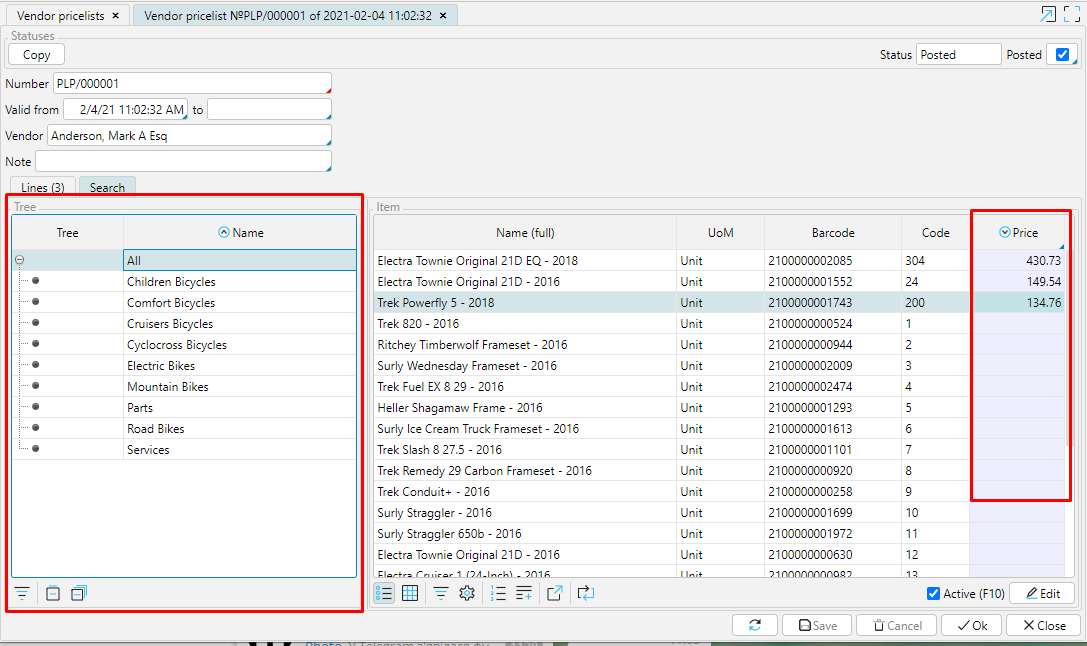 Vendor pricelists × Vendor pricelist №PLP/000001 of 2021-02-04 11:02:32 ×
Statuses
Copy Status Posted Posted
Number PLP/000001
Valid from 2/4/21 11:02:32 AM to
Vendor Anderson, Mark A Esq
Note
Lines (3) Search
Tree Item
Tree Name Name (full) UoM Barcode Code Price
All Electra Townie Original 21D EQ - 2018 Unit 2100000002085 304 430.73
Children Bicycles Electra Townie Original 21D - 2016 Unit 2100000001552 24 149.54
Comfort Bicycles Trek Powerfly 5 - 2018 Unit 2100000001743 200 134.76
Cruisers Bicycles Trek 820 - 2016 Unit 2100000000524 1
Cyclocross Bicycles Ritchey Timberwolf Frameset - 2016 Unit 2100000000944 2
Electric Bikes Surly Wednesday Frameset - 2016 Unit 2100000002009 3
Mountain Bikes Trek Fuel EX 8 29 - 2016 Unit 2100000002474 4
Parts Heller Shagamaw Frame - 2016 Unit 2100000001293 5
Road Bikes Surly Ice Cream Truck Frameset - 2016 Unit 2100000001613 6
Services Trek Slash 8 27.5 - 2016 Unit 2100000001101 7
Trek Remedy 29 Carbon Frameset - 2016 Unit 2100000000920 8
Trek Conduit+ - 2016 Unit 2100000000258 9
Surly Straggler - 2016 Unit 2100000001699 10
Surly Straggler 650b - 2016 Unit 2100000001972 11
Electra Townie Original 21D - 2016 Unit 2100000000630 12
Electra Cruiser 1 (24-Inch) - 2016 Unit 2100000000982 13
Active (F10) Edit
Save Cancel Ok Close